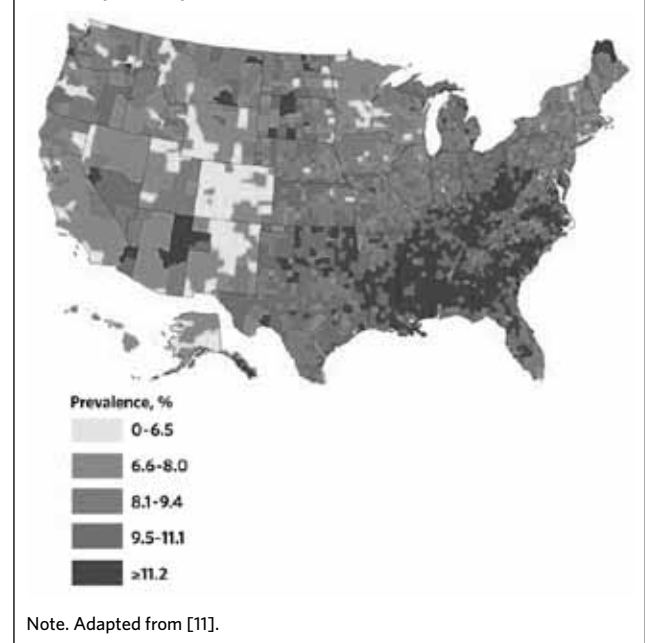 Prevalence, %
0-6.5
6.6-8.0
8.1-9.4
9.5-11.1
≥11.2
Note. Adapted from [11].